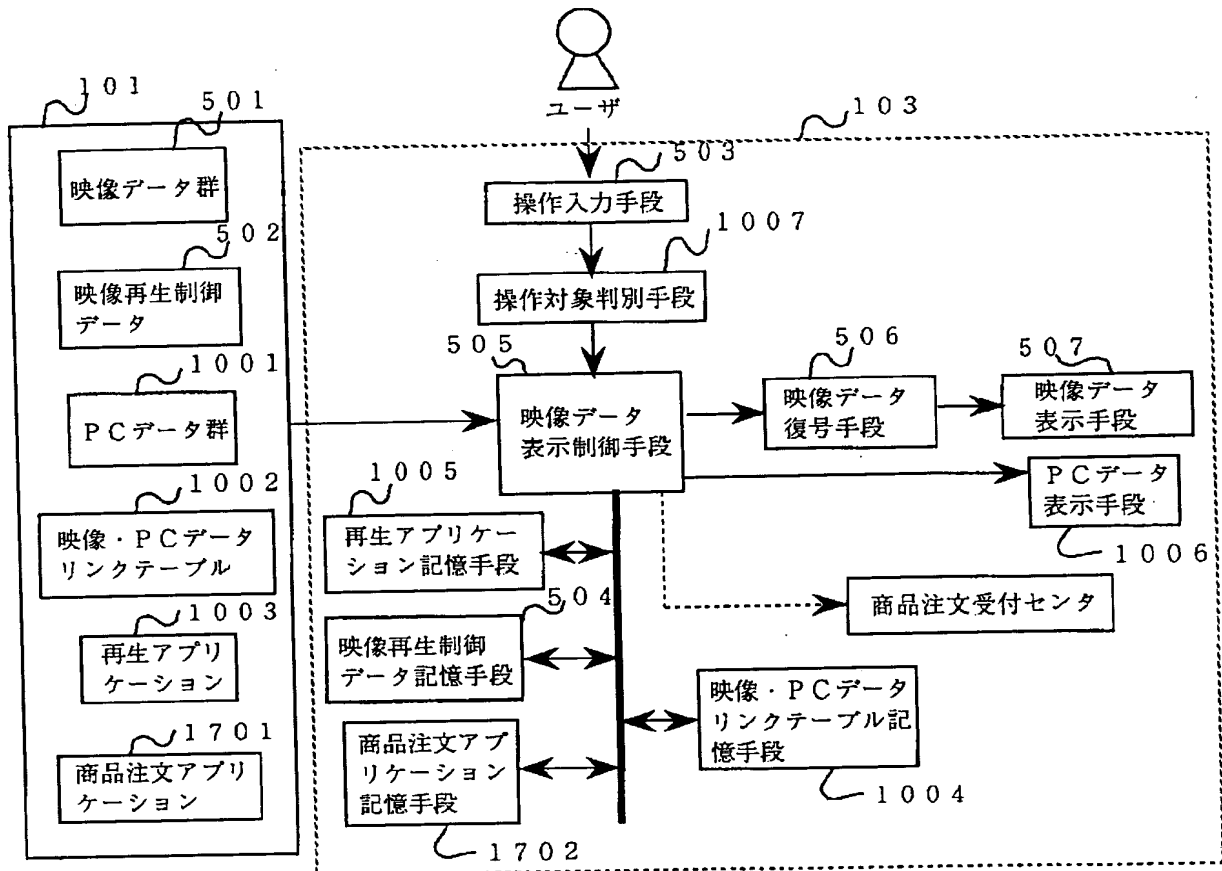 ユーザ
101
501
映像データ群
502
映像再生制御
データ
1001
PCデータ群
1002
映像・PCデータ
リンクテーブル
1003
再生アプリ
ケーション
1701
商品注文アプリ
ケーション
103
503
操作入力手段
1007
操作対象判別手段
505
映像データ
表示制御手段
506
映像データ
復号手段
507
映像データ
表示手段
PCデータ
表示手段
1006
商品注文受付センタ
1005
再生アプリケー
ション記憶手段
504
映像再生制御
データ記憶手段
商品注文アプ
リケーション
記憶手段
1702
映像・PCデータ
リンクテーブル記
憶手段
1004